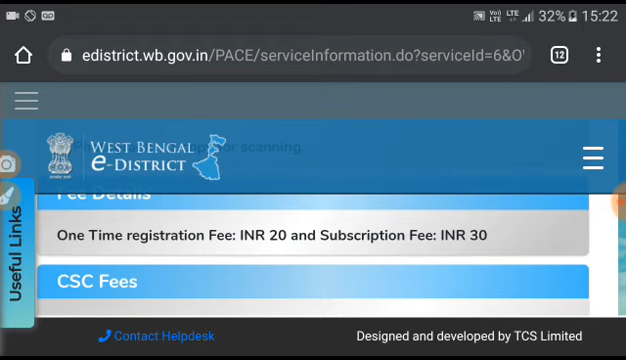 LTE 32% 15:22
edistrict.wb.gov.in/PACE/serviceInformation.do?serviceId=6&O
12
WEST BENGAL
e-DISTRICT
for scanning.
Fee Details
One Time registration Fee: INR 20 and Subscription Fee: INR 30
CSC Fees
Useful Links
Contact Helpdesk
Designed and developed by TCS Limited